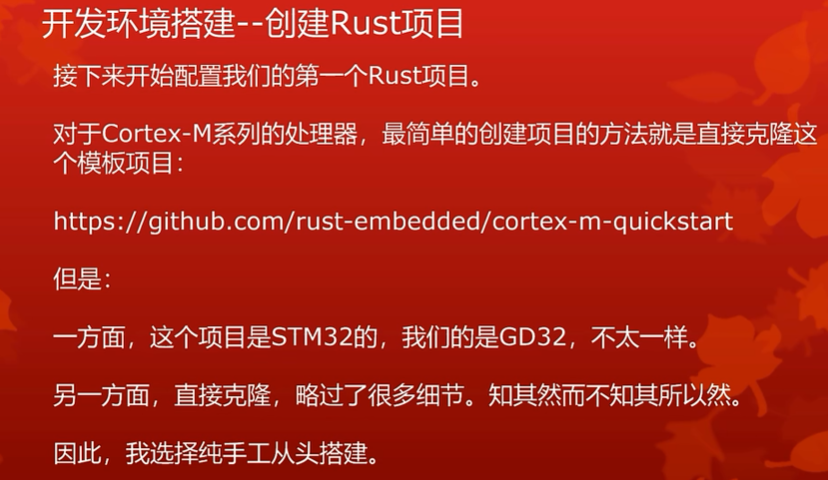 开发环境搭建--创建Rust项目
接下来开始配置我们的第一个Rust项目。
对于Cortex-M系列的处理器，最简单的创建项目的方法就是直接克隆这
个模板项目：
https://github.com/rust-embedded/cortex-m-quickstart
但是：
一方面，这个项目是STM32的，我们的是GD32，不太一样。
另一方面，直接克隆，略过了很多细节。知其然而不知其所以然。
因此，我选择纯手工从头搭建。